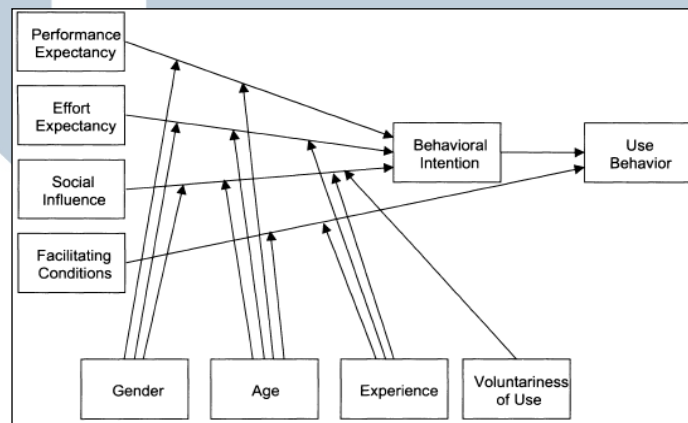 Performance
Expectancy
Effort
Expectancy
Social
Influence
Facilitating
Conditions
Behavioral
Intention
Use
Behavior
Gender
Age
Experience
Voluntariness
of Use